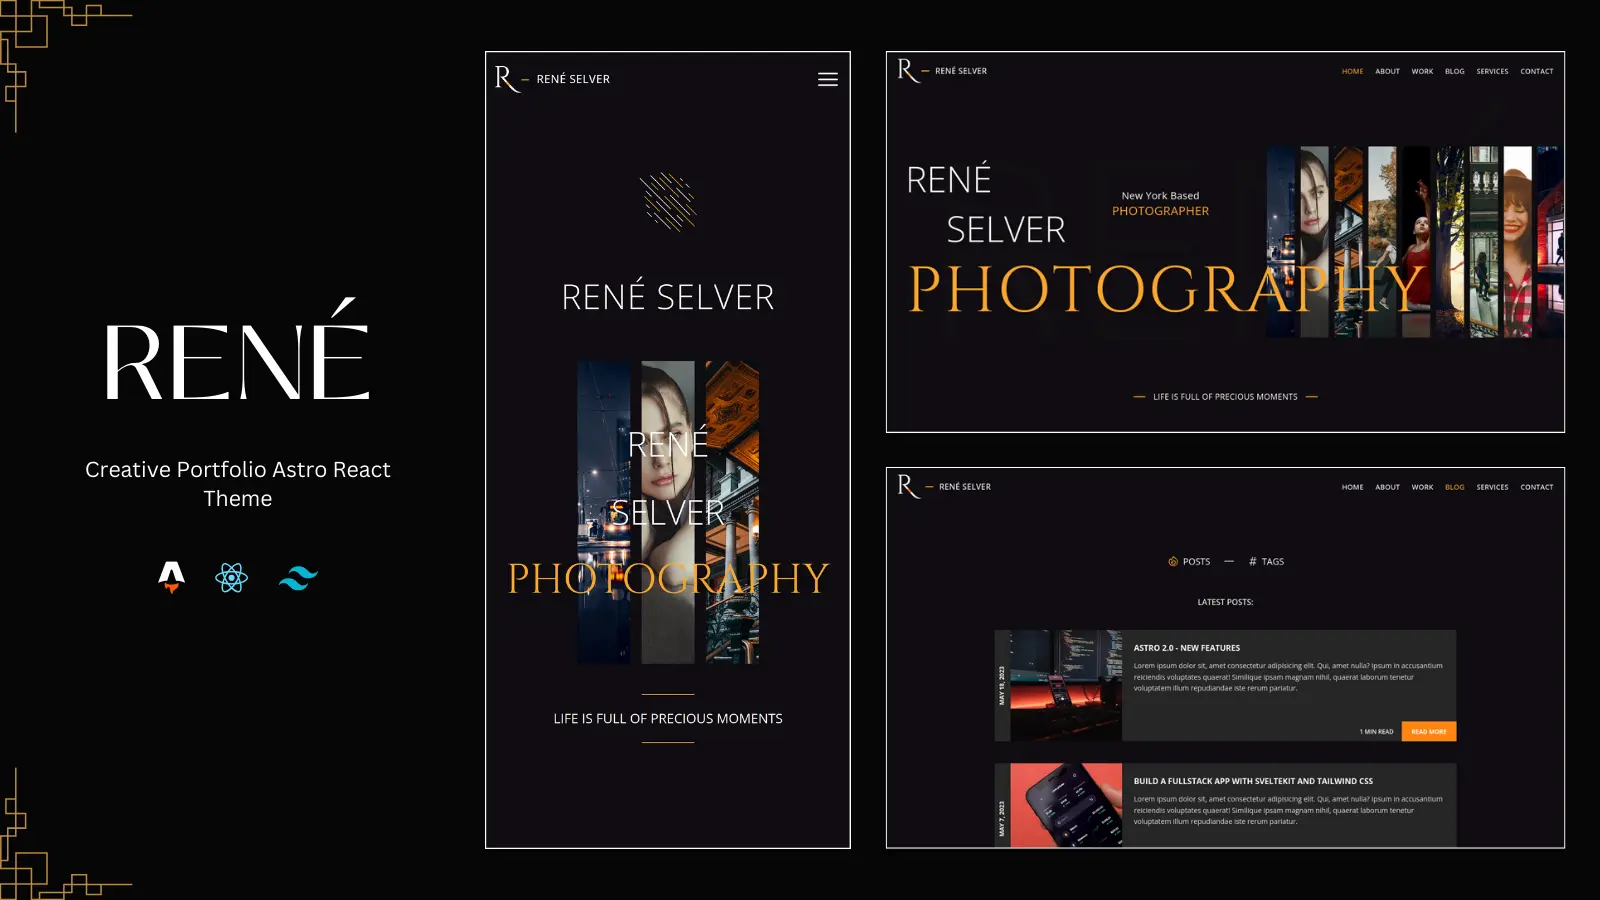 RENÉ
Creative Portfolio Astro React
Theme
R — RENÉ SELVER
RENÉ SELVER
RENÉ
SELVER
PHOTOGRAPHY
LIFE IS FULL OF PRECIOUS MOMENTS
R — RENÉ SELVER
HOME ABOUT WORK BLOG SERVICES CONTACT
RENÉ
SELVER
New York Based
PHOTOGRAPHER
PHOTOGRAPHY
— LIFE IS FULL OF PRECIOUS MOMENTS —
R — RENÉ SELVER
HOME ABOUT WORK BLOG SERVICES CONTACT
POSTS — # TAGS
LATEST POSTS:
MAY 18, 2023
ASTRO 2.0 - NEW FEATURES
Lorem ipsum dolor sit, amet consectetur adipisicing elit. Qui, amet nulla? Ipsum in accusantium
reiciendis voluptates quaerat! Similique ipsam magnam nihil, quaerat laborum tenetur
voluptatem illum repudiandae iste rerum pariatur.
1 MIN READ READ MORE
MAY 7, 2023
BUILD A FULLSTACK APP WITH SVELTEKIT AND TAILWIND CSS
Lorem ipsum dolor sit, amet consectetur adipisicing elit. Qui, amet nulla? Ipsum in accusantium
reiciendis voluptates quaerat! Similique ipsam magnam nihil, quaerat laborum tenetur
voluptatem illum repudiandae iste rerum pariatur.